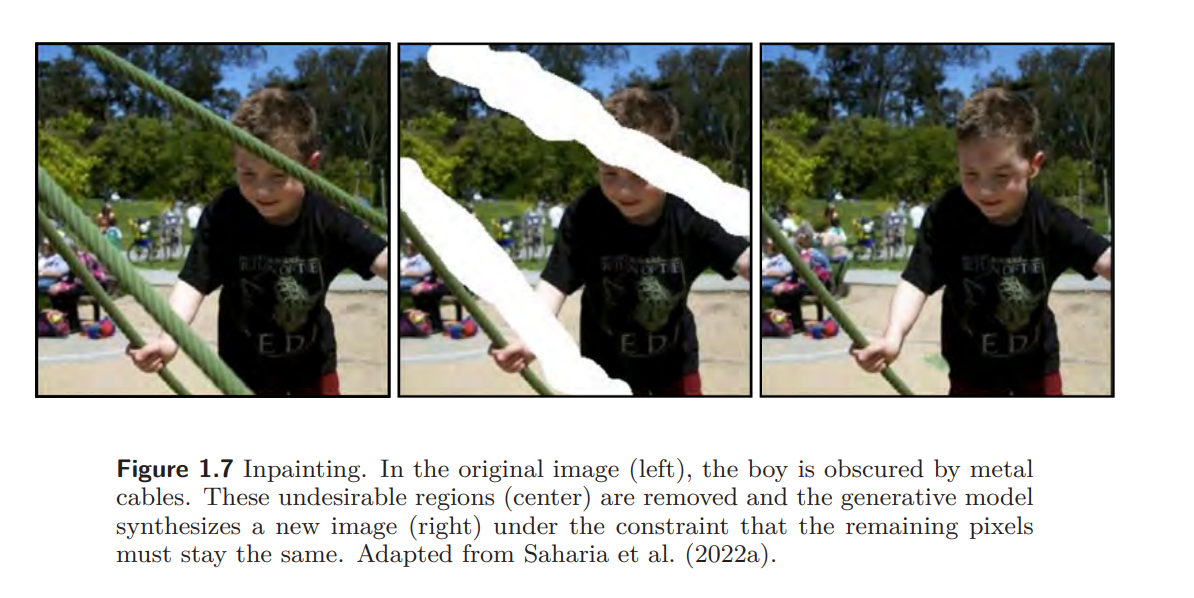 Figure 1.7 Inpainting. In the original image (left), the boy is obscured by metal
cables. These undesirable regions (center) are removed and the generative model
synthesizes a new image (right) under the constraint that the remaining pixels
must stay the same. Adapted from Saharia et al. (2022a).